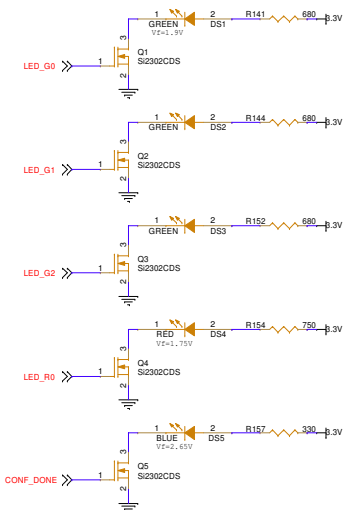 1 2 R141 680 3.3V
GREEN DS1
Vf=1.9V
3
Q1
LED_G0 1 Si2302CDS
2
1 2 R144 680 3.3V
GREEN DS2
3
Q2
LED_G1 1 Si2302CDS
2
1 2 R152 680 3.3V
GREEN DS3
3
Q3
LED_G2 1 Si2302CDS
2
1 2 R154 750 3.3V
RED DS4
Vf=1.75V
3
Q4
LED_R0 1 Si2302CDS
2
1 2 R157 330 3.3V
BLUE DS5
Vf=2.65V
3
Q5
CONF_DONE 1 Si2302CDS
2